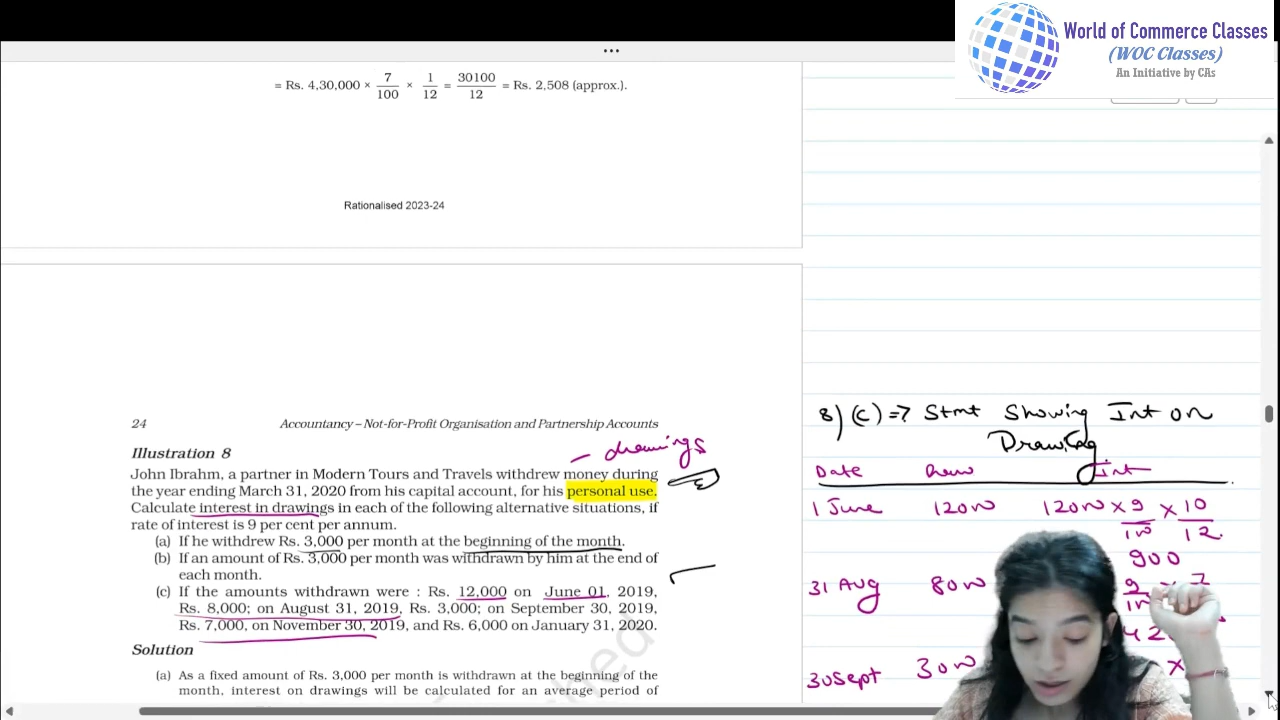 World of Commerce Classes
(WOC Classes)
An Initiative by CAs
= Rs. 4,30,000 × 7/100 × 1/12 = 30100/12 = Rs. 2,508 (approx.).
Rationalised 2023-24
24 Accountancy – Not-for-Profit Organisation and Partnership Accounts
– drawings
Illustration 8
John Ibrahm, a partner in Modern Tours and Travels withdrew money during
the year ending March 31, 2020 from his capital account, for his personal use.
Calculate interest in drawings in each of the following alternative situations, if
rate of interest is 9 per cent per annum.
(a) If he withdrew Rs. 3,000 per month at the beginning of the month.
(b) If an amount of Rs. 3,000 per month was withdrawn by him at the end of
each month.
(c) If the amounts withdrawn were : Rs. 12,000 on June 01, 2019,
Rs. 8,000; on August 31, 2019, Rs. 3,000; on September 30, 2019,
Rs. 7,000, on November 30, 2019, and Rs. 6,000 on January 31, 2020.
Solution
(a) As a fixed amount of Rs. 3,000 per month is withdrawn at the beginning of the
month, interest on drawings will be calculated for an average period of
8) (c) => Stmt Showing Int on
Date Int
1 June × 9 × 10/12
900
31 Aug
30 Sept ×